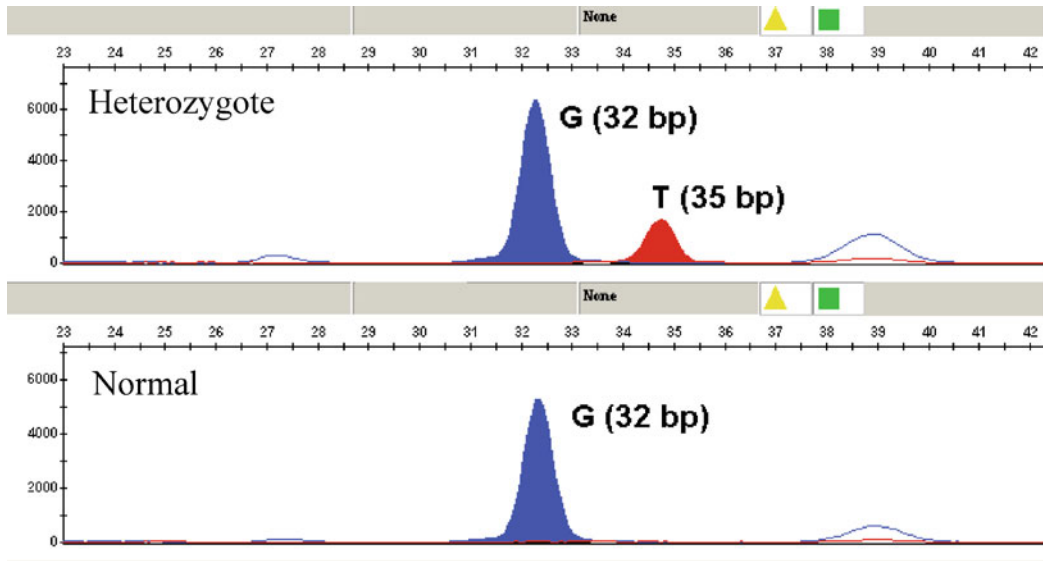 None
23 24 25 26 27 28 29 30 31 32 33 34 35 36 37 38 39 40 41 42
Heterozygote
6000
G (32 bp)
4000
T (35 bp)
2000
0
None
23 24 25 26 27 28 29 30 31 32 33 34 35 36 37 38 39 40 41 42
Normal
6000
G (32 bp)
4000
2000
0